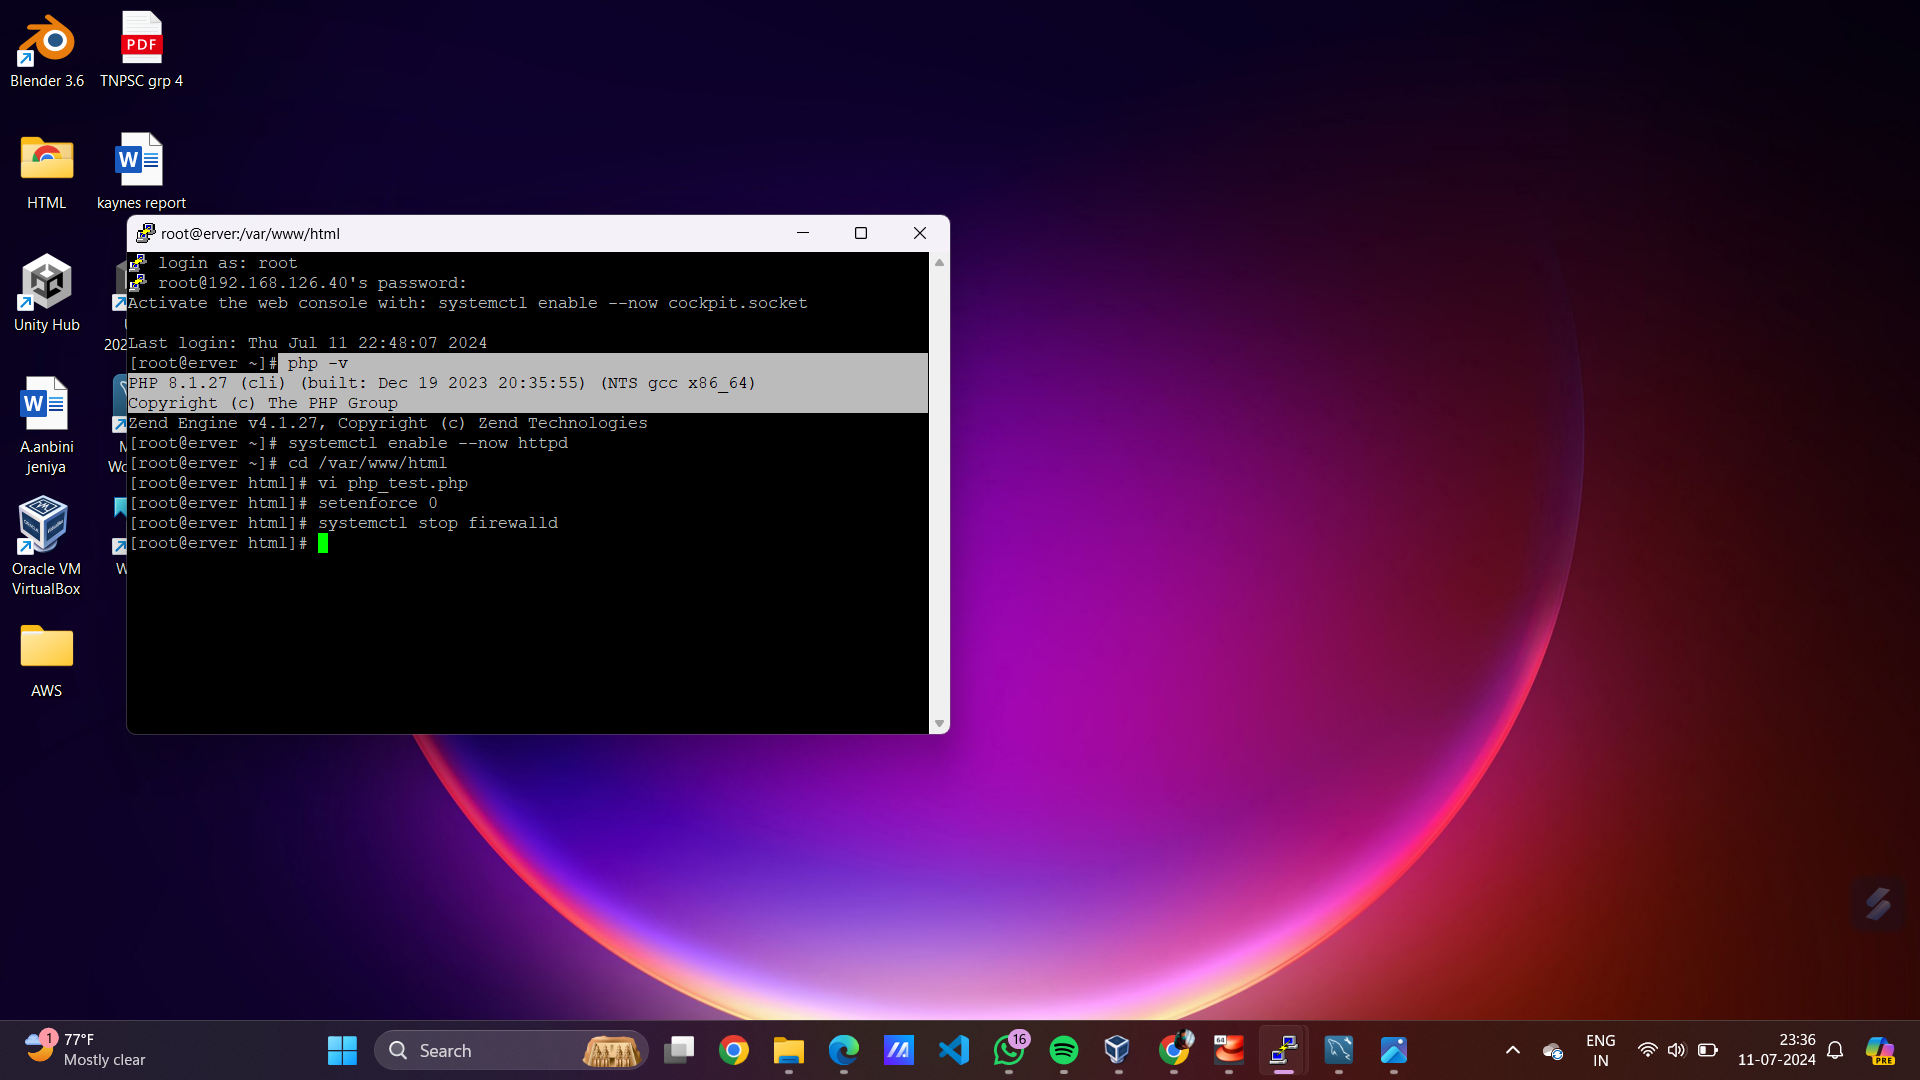 Blender 3.6
PDF
TNPSC grp 4
HTML
W
kaynes report
Unity Hub
202
W
A.anbini
jeniya
Wo
Oracle VM
VirtualBox
W
AWS
root@erver:/var/www/html
login as: root
root@192.168.126.40's password:
Activate the web console with: systemctl enable --now cockpit.socket
Last login: Thu Jul 11 22:48:07 2024
[root@erver ~]# php -v
PHP 8.1.27 (cli) (built: Dec 19 2023 20:35:55) (NTS gcc x86_64)
Copyright (c) The PHP Group
Zend Engine v4.1.27, Copyright (c) Zend Technologies
[root@erver ~]# systemctl enable --now httpd
[root@erver ~]# cd /var/www/html
[root@erver html]# vi php_test.php
[root@erver html]# setenforce 0
[root@erver html]# systemctl stop firewalld
[root@erver html]#
1
77°F
Mostly clear
Search
16
64
ENG
IN
23:36
11-07-2024
PRE